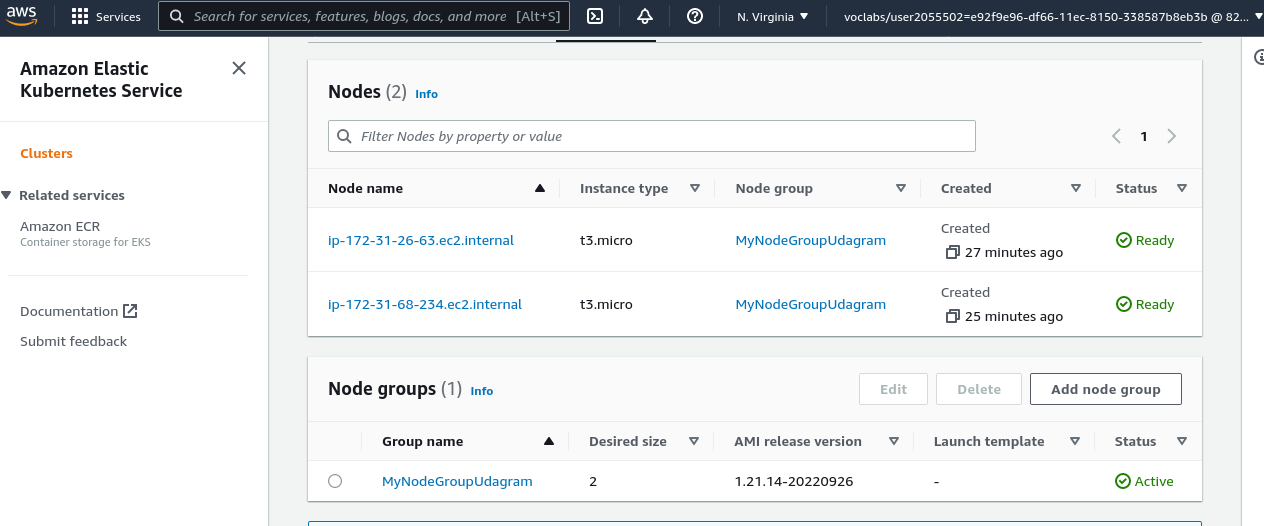 aws Services Search for services, features, blogs, docs, and more [Alt+S] N. Virginia voclabs/user2055502=e92f9e96-df66-11ec-8150-338587b8eb3b @ 82...
Amazon Elastic
Kubernetes Service
Clusters
Related services
Amazon ECR
Container storage for EKS
Documentation
Submit feedback
Nodes (2) Info
Filter Nodes by property or value
1
Node name Instance type Node group Created Status
ip-172-31-26-63.ec2.internal t3.micro MyNodeGroupUdagram Created Ready
27 minutes ago
ip-172-31-68-234.ec2.internal t3.micro MyNodeGroupUdagram Created Ready
25 minutes ago
Node groups (1) Info Edit Delete Add node group
Group name Desired size AMI release version Launch template Status
MyNodeGroupUdagram 2 1.21.14-20220926 - Active